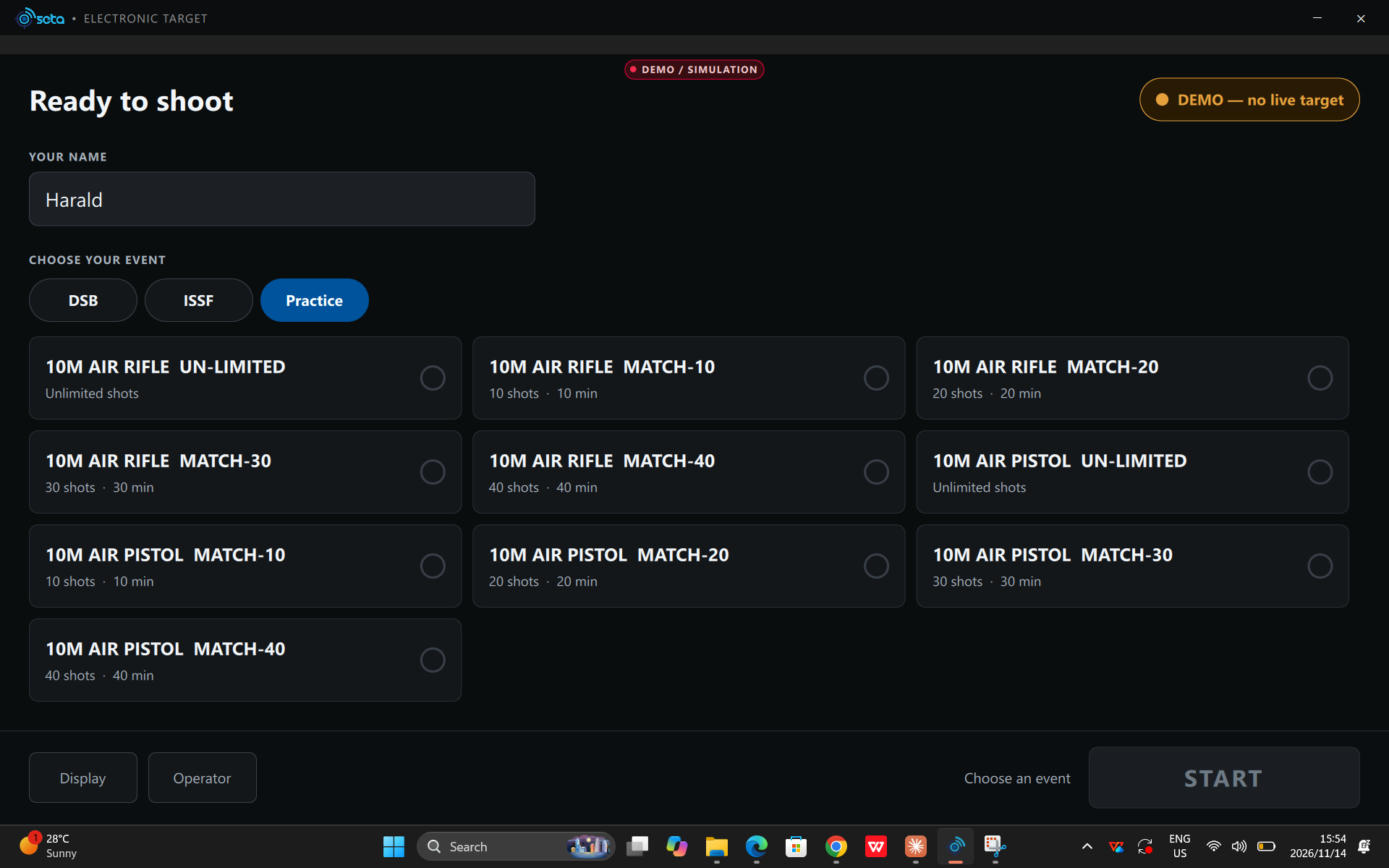 seta • ELECTRONIC TARGET
DEMO / SIMULATION
Ready to shoot
DEMO — no live target
YOUR NAME
Harald
CHOOSE YOUR EVENT
DSB
ISSF
Practice
10M AIR RIFLE UN-LIMITED
Unlimited shots
10M AIR RIFLE MATCH-10
10 shots · 10 min
10M AIR RIFLE MATCH-20
20 shots · 20 min
10M AIR RIFLE MATCH-30
30 shots · 30 min
10M AIR RIFLE MATCH-40
40 shots · 40 min
10M AIR PISTOL UN-LIMITED
Unlimited shots
10M AIR PISTOL MATCH-10
10 shots · 10 min
10M AIR PISTOL MATCH-20
20 shots · 20 min
10M AIR PISTOL MATCH-30
30 shots · 30 min
10M AIR PISTOL MATCH-40
40 shots · 40 min
Display
Operator
Choose an event
START
1
28°C
Sunny
Search
W
ENG
US
15:54
2026/11/14